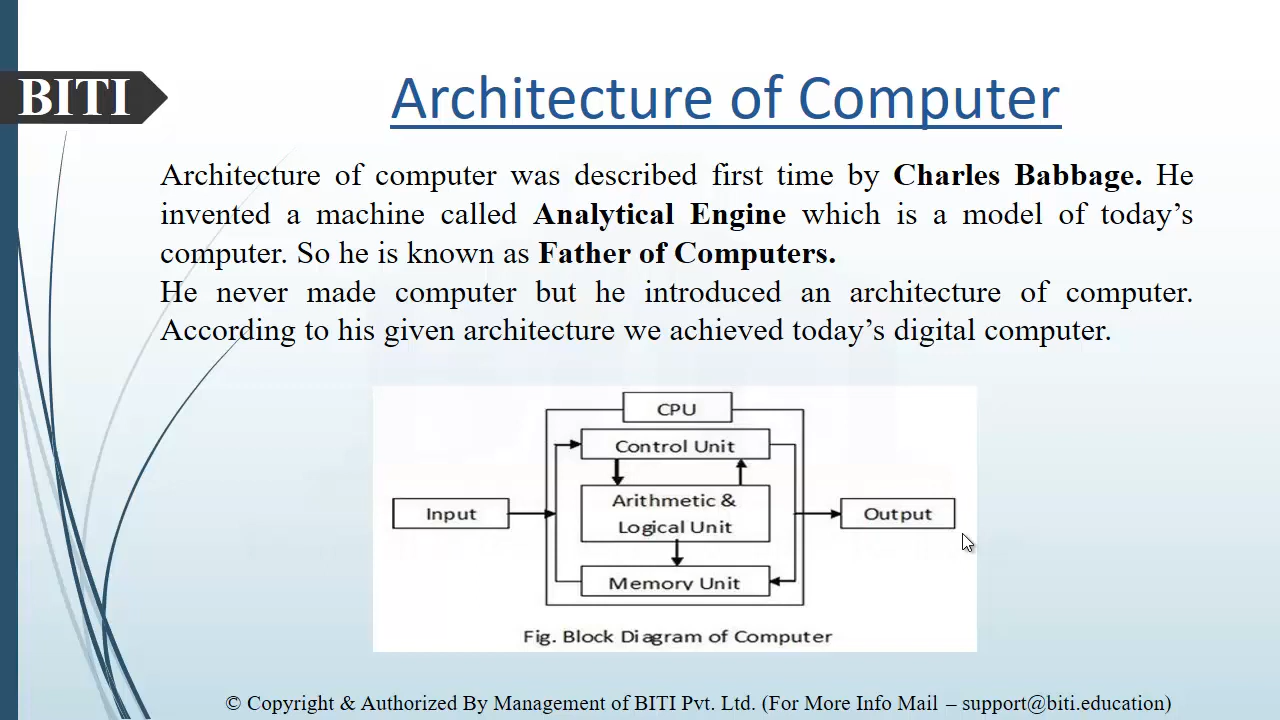 BITI
Architecture of Computer
Architecture of computer was described first time by Charles Babbage. He
invented a machine called Analytical Engine which is a model of today’s
computer. So he is known as Father of Computers.
He never made computer but he introduced an architecture of computer.
According to his given architecture we achieved today’s digital computer.
CPU
Control Unit
Arithmetic &
Logical Unit
Input
Output
Memory Unit
Fig. Block Diagram of Computer
© Copyright & Authorized By Management of BITI Pvt. Ltd. (For More Info Mail – support@biti.education)